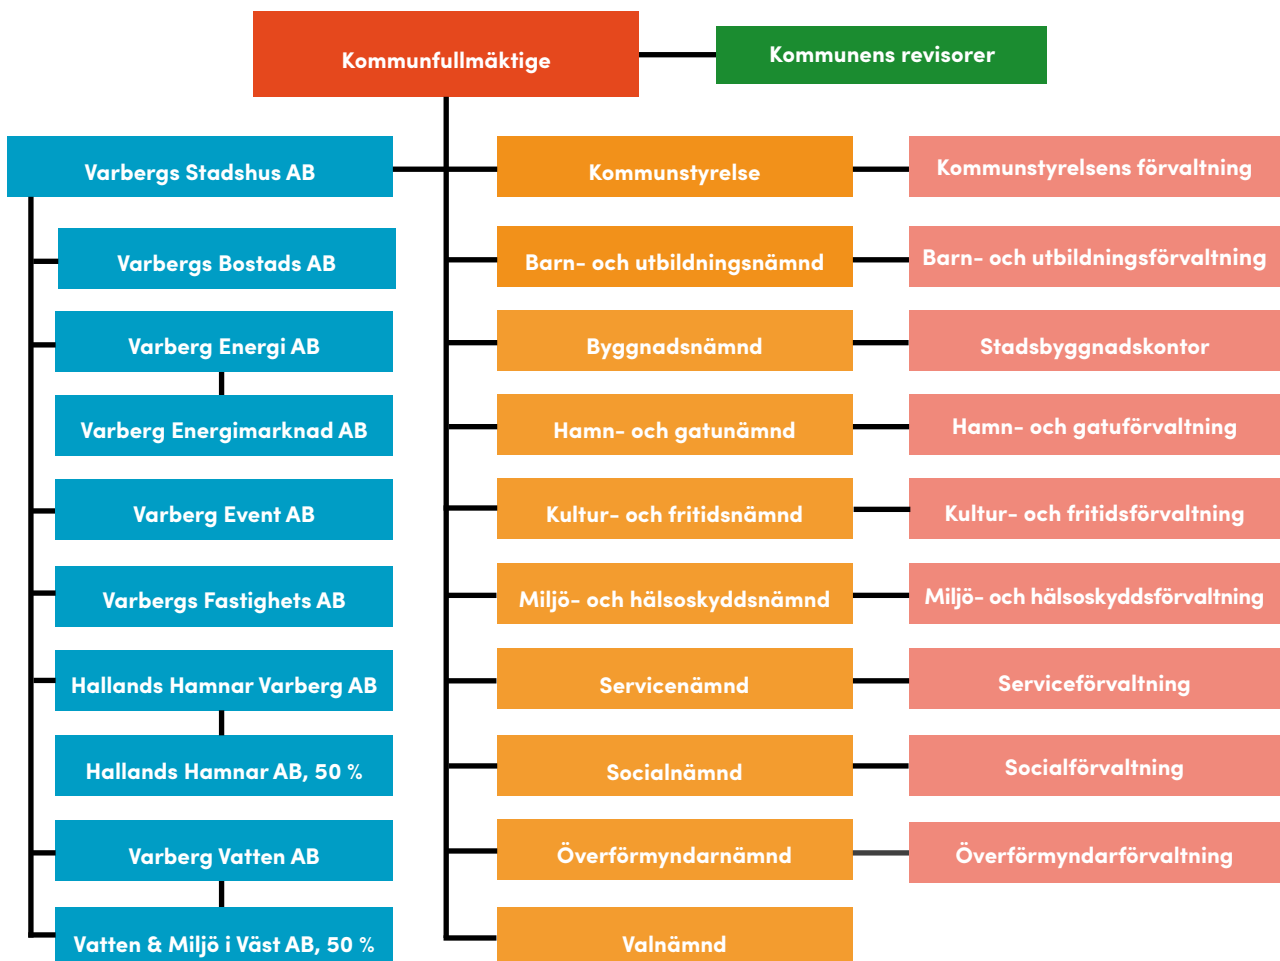 Kommunfullmäktige
Kommunens revisorer
Varbergs Stadshus AB
Kommunstyrelse
Kommunstyrelsens förvaltning
Varbergs Bostads AB
Barn- och utbildningsnämnd
Barn- och utbildningsförvaltning
Varberg Energi AB
Byggnadsnämnd
Stadsbyggnadskontor
Varberg Energimarknad AB
Hamn- och gatunämnd
Hamn- och gatuförvaltning
Varberg Event AB
Kultur- och fritidsnämnd
Kultur- och fritidsförvaltning
Varbergs Fastighets AB
Miljö- och hälsoskyddsnämnd
Miljö- och hälsoskyddsförvaltning
Hallands Hamnar Varberg AB
Servicenämnd
Serviceförvaltning
Hallands Hamnar AB, 50 %
Socialnämnd
Socialförvaltning
Varberg Vatten AB
Överförmyndarnämnd
Överförmyndarförvaltning
Vatten & Miljö i Väst AB, 50 %
Valnämnd